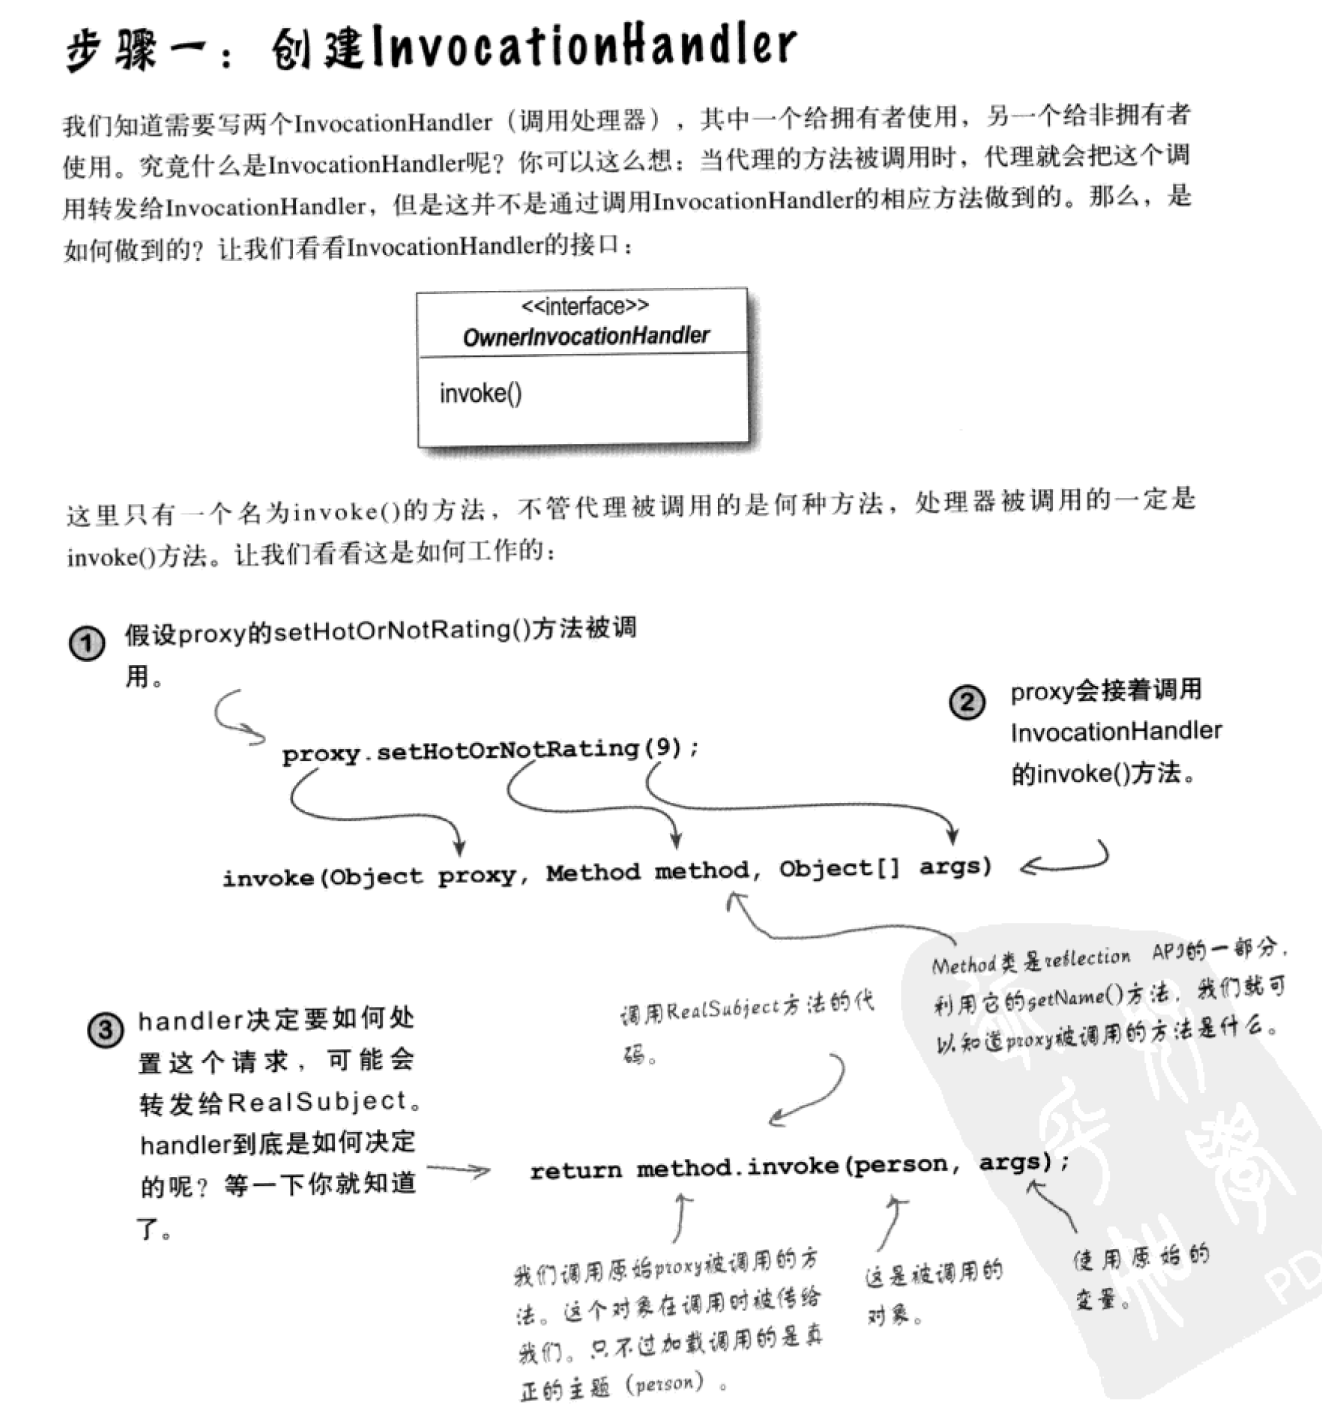 步骤一：创建InvocationHandler
我们知道需要写两个InvocationHandler（调用处理器），其中一个给拥有者使用，另一个给非拥有者
使用。究竟什么是InvocationHandler呢？你可以这么想：当代理的方法被调用时，代理就会把这个调
用转发给InvocationHandler，但是这并不是通过调用InvocationHandler的相应方法做到的。那么，是
如何做到的？让我们看看InvocationHandler的接口：
<<interface>>
OwnerInvocationHandler
invoke()
这里只有一个名为invoke()的方法，不管代理被调用的是何种方法，处理器被调用的一定是
invoke()方法。让我们看看这是如何工作的：
1 假设proxy的setHotOrNotRating()方法被调
用。
2 proxy会接着调用
InvocationHandler
的invoke()方法。
proxy.setHotOrNotRating(9);
invoke(Object proxy, Method method, Object[] args)
Method类是reflection API的一部分，
利用它的getName()方法，我们就可
以知道proxy被调用的方法是什么。
调用RealSubject方法的代
码。
3 handler决定要如何处
置这个请求，可能会
转发给RealSubject。
handler到底是如何决定
的呢？等一下你就知道
了。
return method.invoke(person, args);
我们调用原始proxy被调用的方
法。这个对象在调用时被传给
我们。只不过加载调用的是真
正的主题（person）。
这是被调用的
对象。
使用原始的
变量。
PD